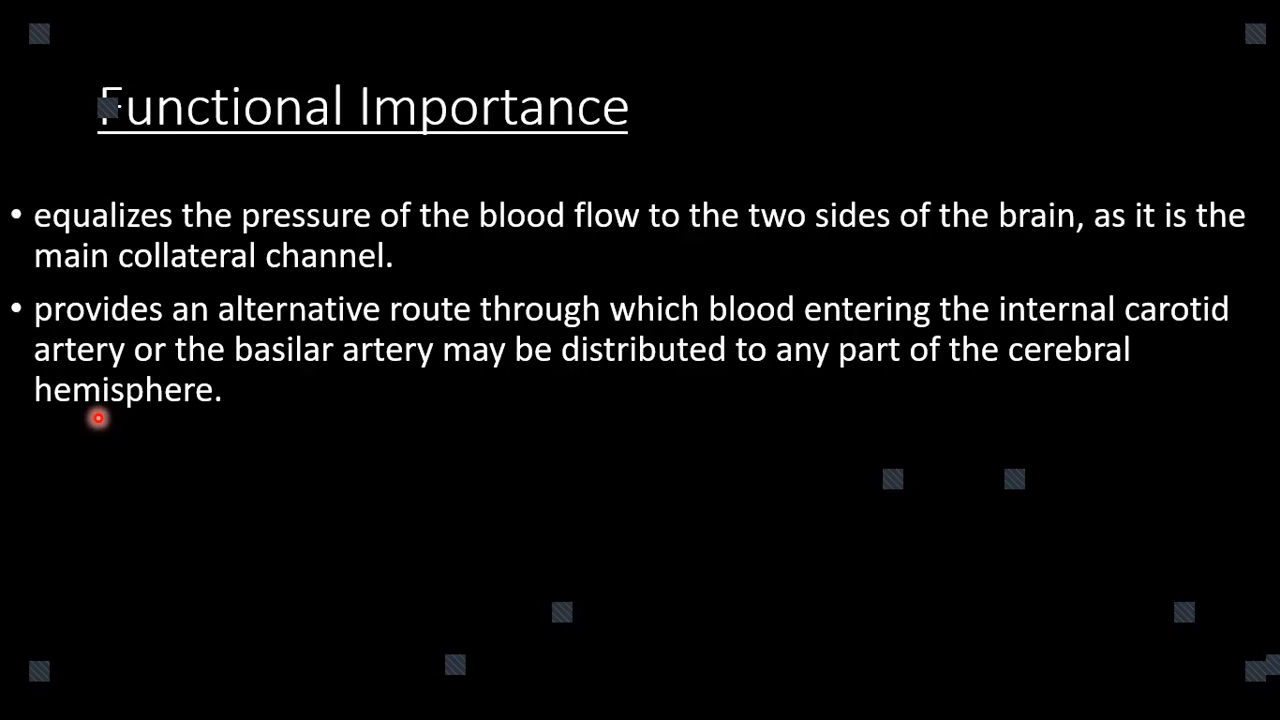 Functional Importance
• equalizes the pressure of the blood flow to the two sides of the brain, as it is the
main collateral channel.
• provides an alternative route through which blood entering the internal carotid
artery or the basilar artery may be distributed to any part of the cerebral
hemisphere.